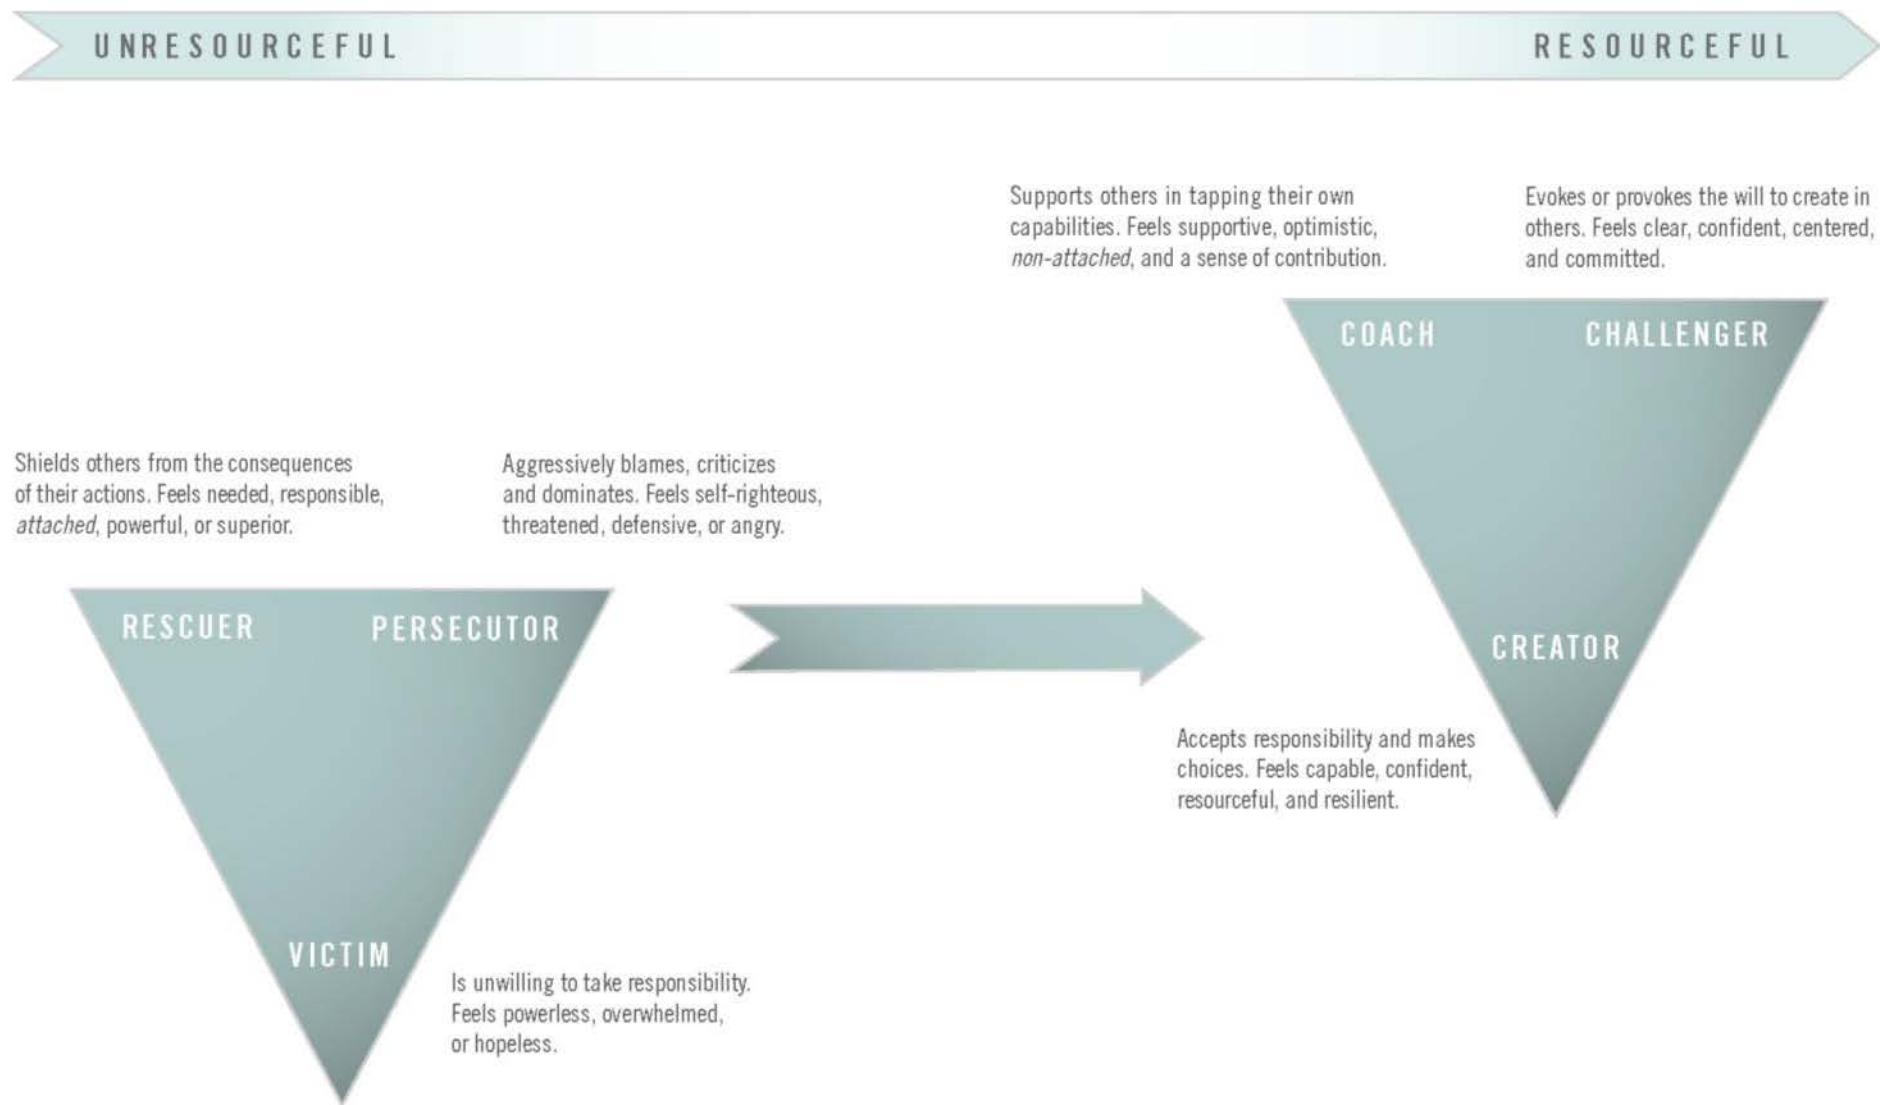 UNRESOURCEFUL
RESOURCEFUL
Supports others in tapping their own
capabilities. Feels supportive, optimistic,
non-attached, and a sense of contribution.
Evokes or provokes the will to create in
others. Feels clear, confident, centered,
and committed.
COACH
CHALLENGER
CREATOR
Accepts responsibility and makes
choices. Feels capable, confident,
resourceful, and resilient.
Shields others from the consequences
of their actions. Feels needed, responsible,
attached, powerful, or superior.
Aggressively blames, criticizes
and dominates. Feels self-righteous,
threatened, defensive, or angry.
RESCUER
PERSECUTOR
VICTIM
Is unwilling to take responsibility.
Feels powerless, overwhelmed,
or hopeless.